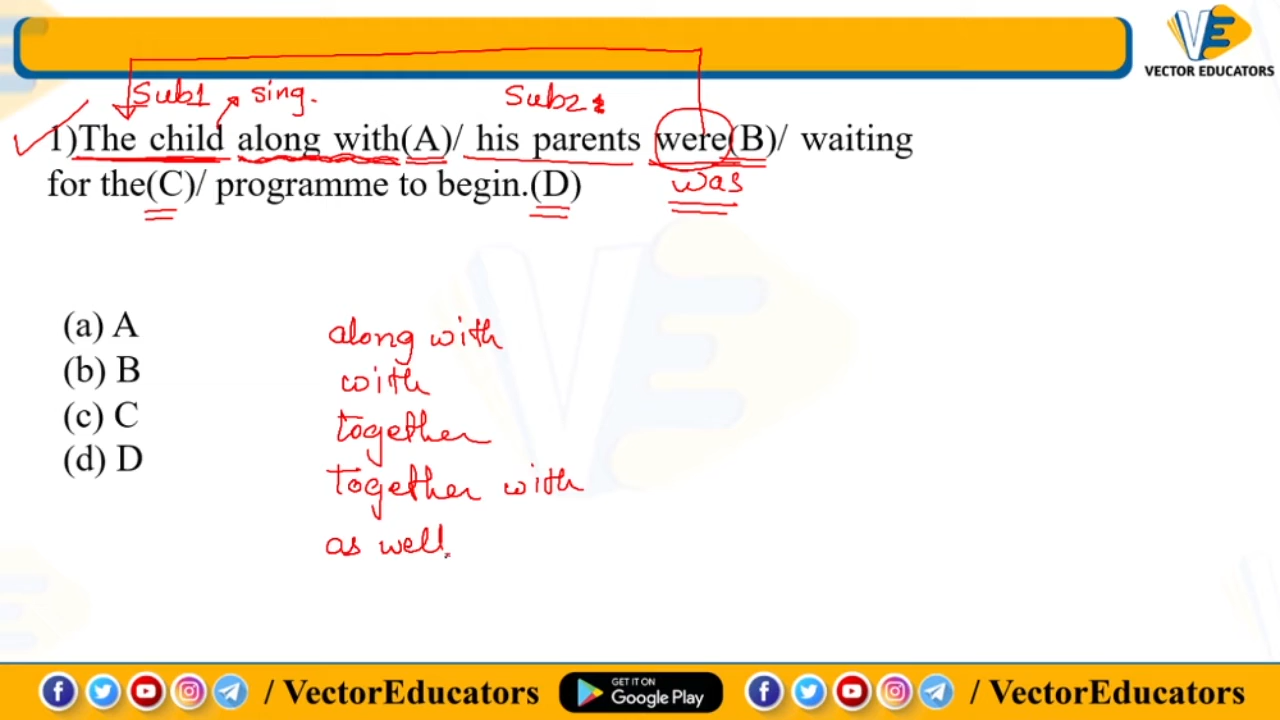 VECTOR EDUCATORS
Sub1 sing. Sub2
1)The child along with(A)/ his parents were(B)/ waiting
for the(C)/ programme to begin.(D) was
(a) A
(b) B
(c) C
(d) D
along with
with
together
together with
as well
/ VectorEducators GET IT ON Google Play / VectorEducators